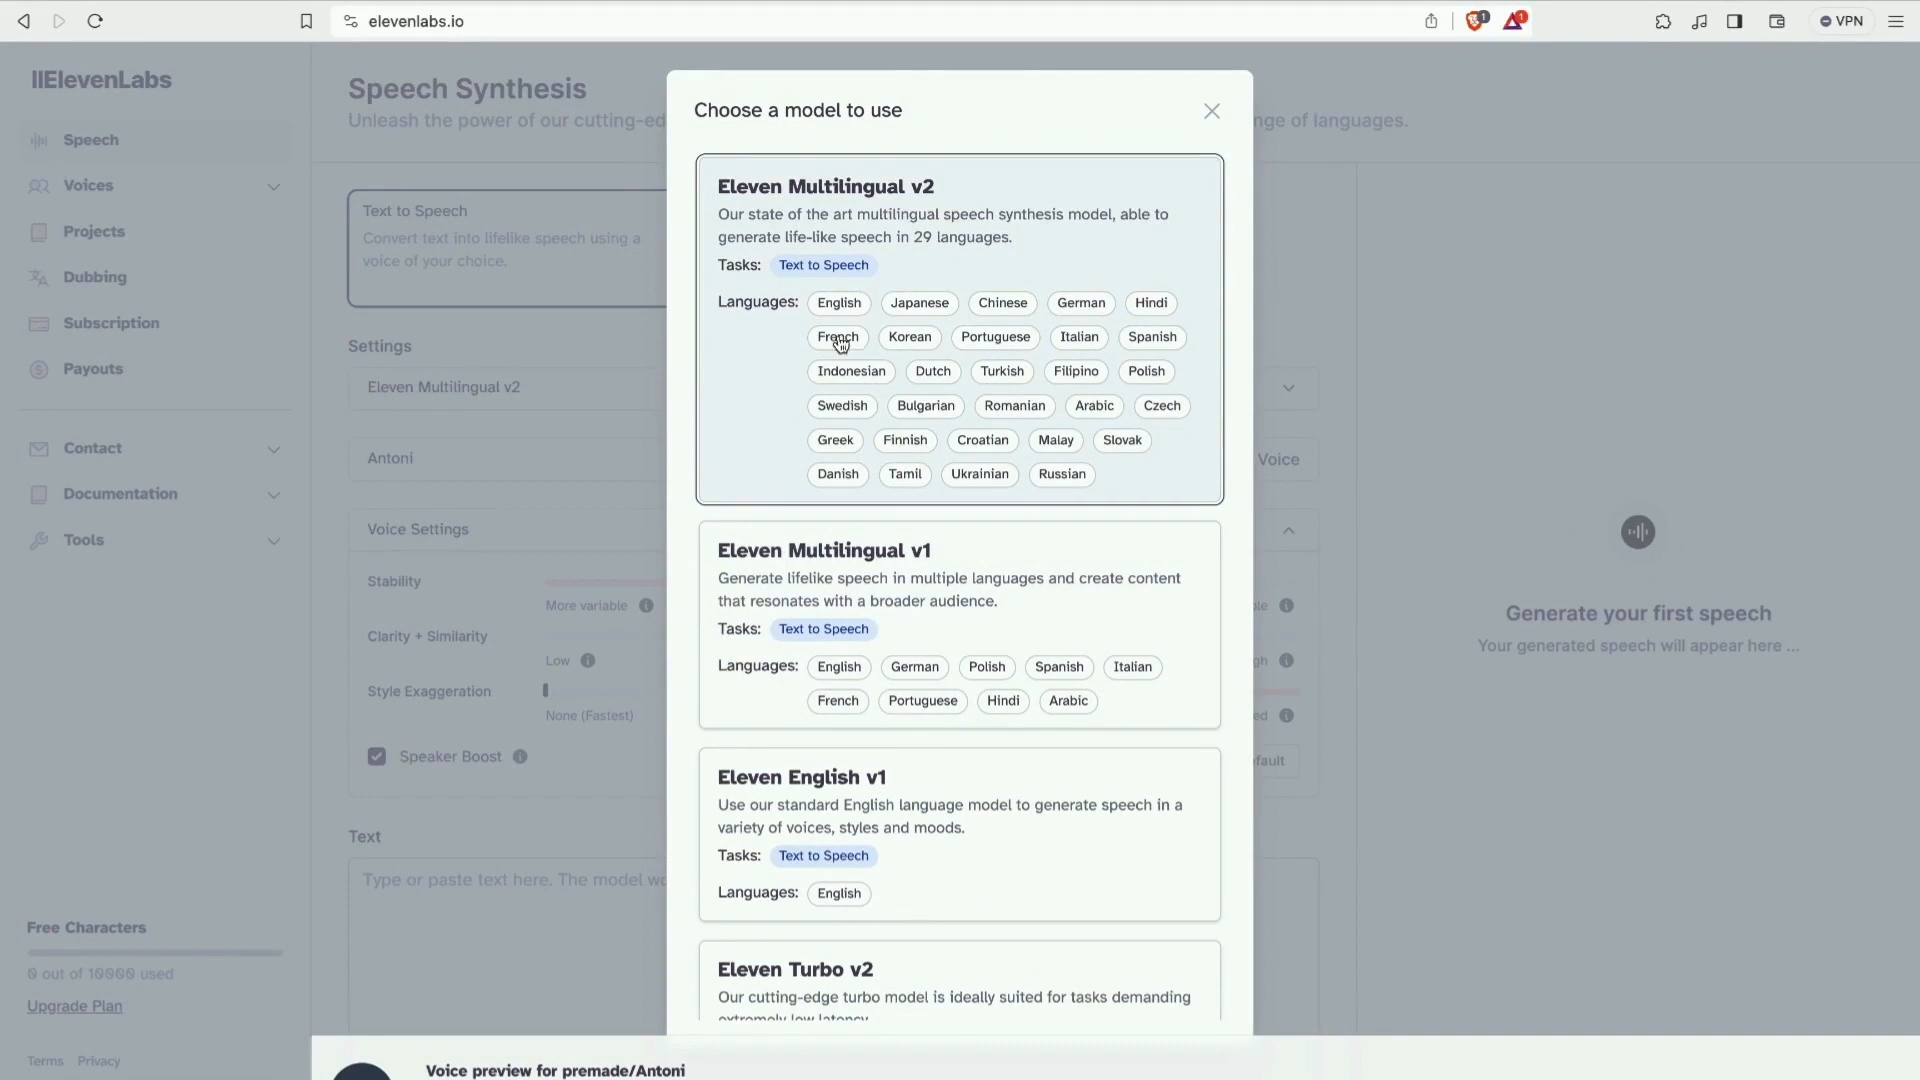 elevenlabs.io
1
1
VPN
IIElevenLabs
Speech
Voices
Projects
Dubbing
Subscription
Payouts
Contact
Documentation
Tools
Free Characters
0 out of 10000 used
Upgrade Plan
Terms Privacy
Speech Synthesis
Unleash the power of our cutting-ed
nge of languages.
Text to Speech
Convert text into lifelike speech using a
voice of your choice.
Settings
Eleven Multilingual v2
Antoni
Voice
Voice Settings
Stability
More variable
Clarity + Similarity
Low
Style Exaggeration
None (Fastest)
Speaker Boost
Text
Type or paste text here. The model wo
Choose a model to use
Eleven Multilingual v2
Our state of the art multilingual speech synthesis model, able to
generate life-like speech in 29 languages.
Tasks: Text to Speech
Languages: English Japanese Chinese German Hindi
French Korean Portuguese Italian Spanish
Indonesian Dutch Turkish Filipino Polish
Swedish Bulgarian Romanian Arabic Czech
Greek Finnish Croatian Malay Slovak
Danish Tamil Ukrainian Russian
Eleven Multilingual v1
Generate lifelike speech in multiple languages and create content
that resonates with a broader audience.
Tasks: Text to Speech
Languages: English German Polish Spanish Italian
French Portuguese Hindi Arabic
Eleven English v1
Use our standard English language model to generate speech in a
variety of voices, styles and moods.
Tasks: Text to Speech
Languages: English
Eleven Turbo v2
Our cutting-edge turbo model is ideally suited for tasks demanding
extremely low latency.
Generate your first speech
Your generated speech will appear here ...
Voice preview for premade/Antoni